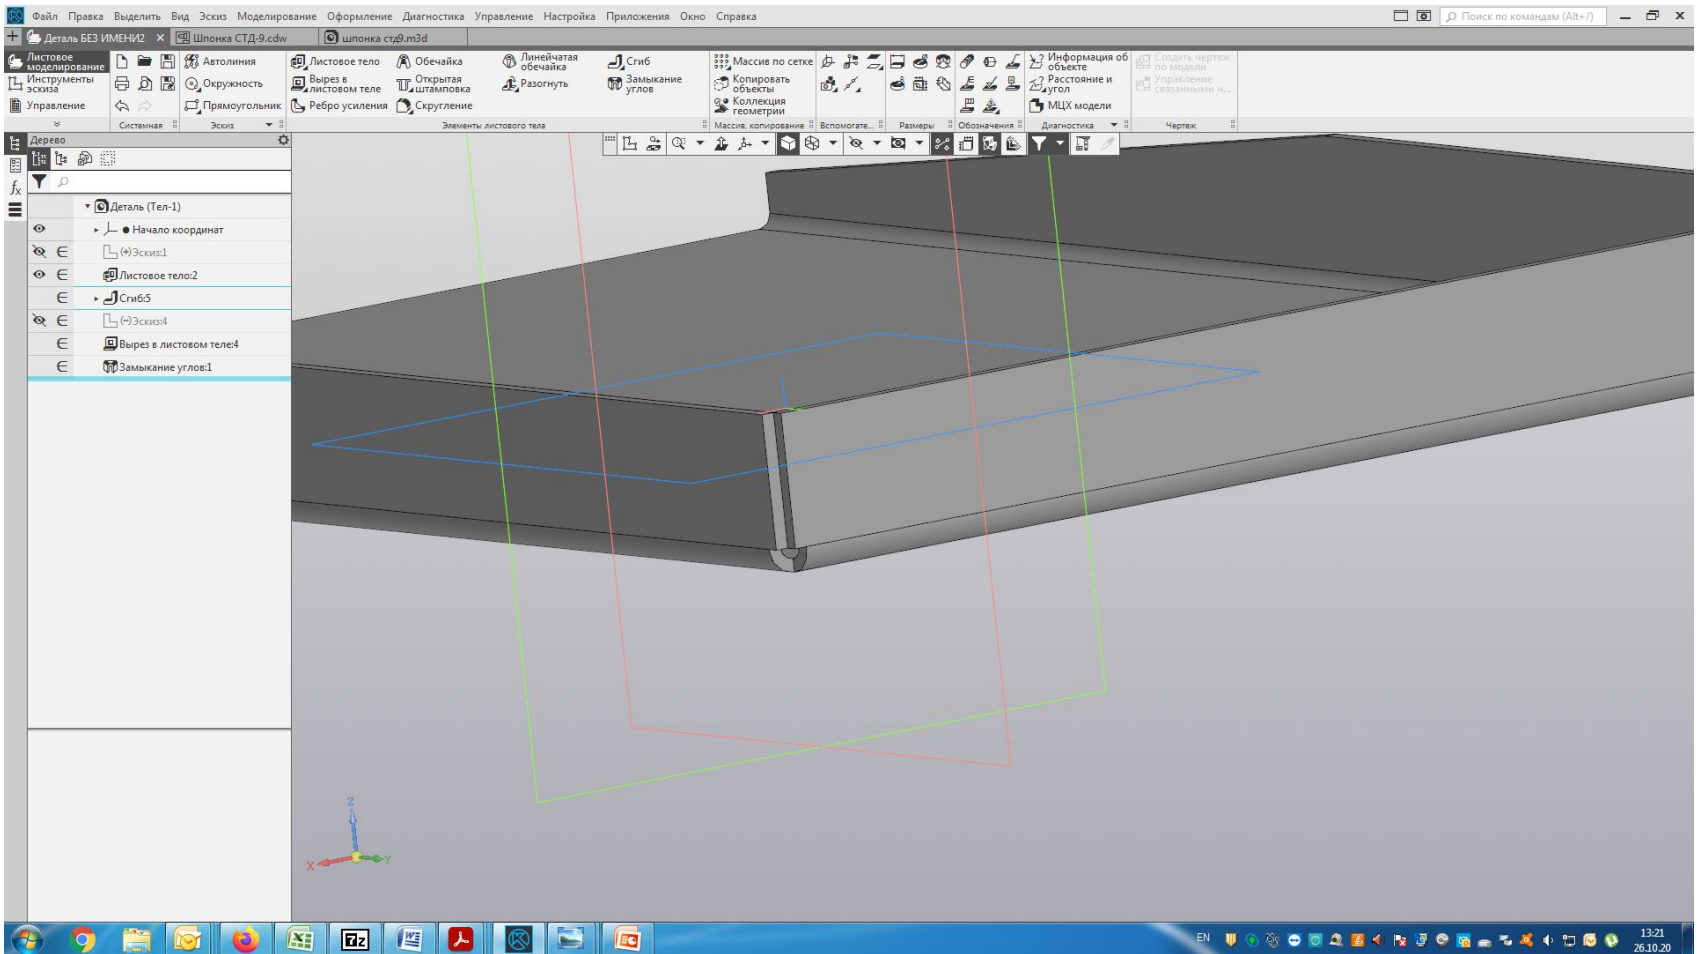 Файл Правка Выделить Вид Эскиз Моделирование Оформление Диагностика Управление Настройка Приложения Окно Справка
Поиск по командам (Alt+/)
Деталь БЕЗ ИМЕНИ2
Шпонка СТД-9.cdw
шпонка стд9.m3d
Листовое моделирование
Инструменты эскиза
Управление
Системная
Автолиния
Окружность
Прямоугольник
Эскиз
Листовое тело
Вырез в листовом теле
Ребро усиления
Обечайка
Открытая штамповка
Скругление
Линейчатая обечайка
Разогнуть
Сгиб
Замыкание углов
Элементы листового тела
Массив по сетке
Копировать объекты
Коллекция геометрии
Массив, копирование
Вспомогате...
Размеры
Обозначения
Информация об объекте
Расстояние и угол
МЦХ модели
Диагностика
Создать чертеж по модели
Управление связанными ч...
Чертеж
Дерево
Деталь (Тел-1)
Начало координат
(+)Эскиз:1
Листовое тело:2
Сгиб:5
(-)Эскиз:4
Вырез в листовом теле:4
Замыкание углов:1
Z
X
Y
EN
13:21
26.10.20